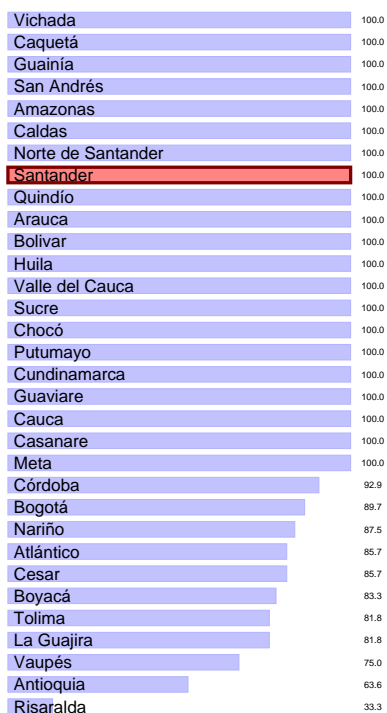 Vichada 100.0
Caquetá 100.0
Guainía 100.0
San Andrés 100.0
Amazonas 100.0
Caldas 100.0
Norte de Santander 100.0
Santander 100.0
Quindío 100.0
Arauca 100.0
Bolivar 100.0
Huila 100.0
Valle del Cauca 100.0
Sucre 100.0
Chocó 100.0
Putumayo 100.0
Cundinamarca 100.0
Guaviare 100.0
Cauca 100.0
Casanare 100.0
Meta 100.0
Córdoba 92.9
Bogotá 89.7
Nariño 87.5
Atlántico 85.7
Cesar 85.7
Boyacá 83.3
Tolima 81.8
La Guajira 81.8
Vaupés 75.0
Antioquia 63.6
Risaralda 33.3